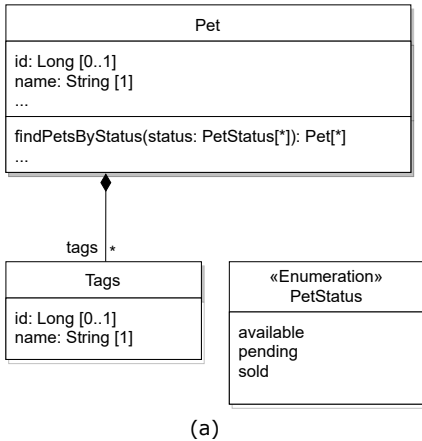 Pet
id: Long [0..1]
name: String [1]
...
findPetsByStatus(status: PetStatus[*]): Pet[*]
...
tags *
Tags
id: Long [0..1]
name: String [1]
«Enumeration»
PetStatus
available
pending
sold
(a)